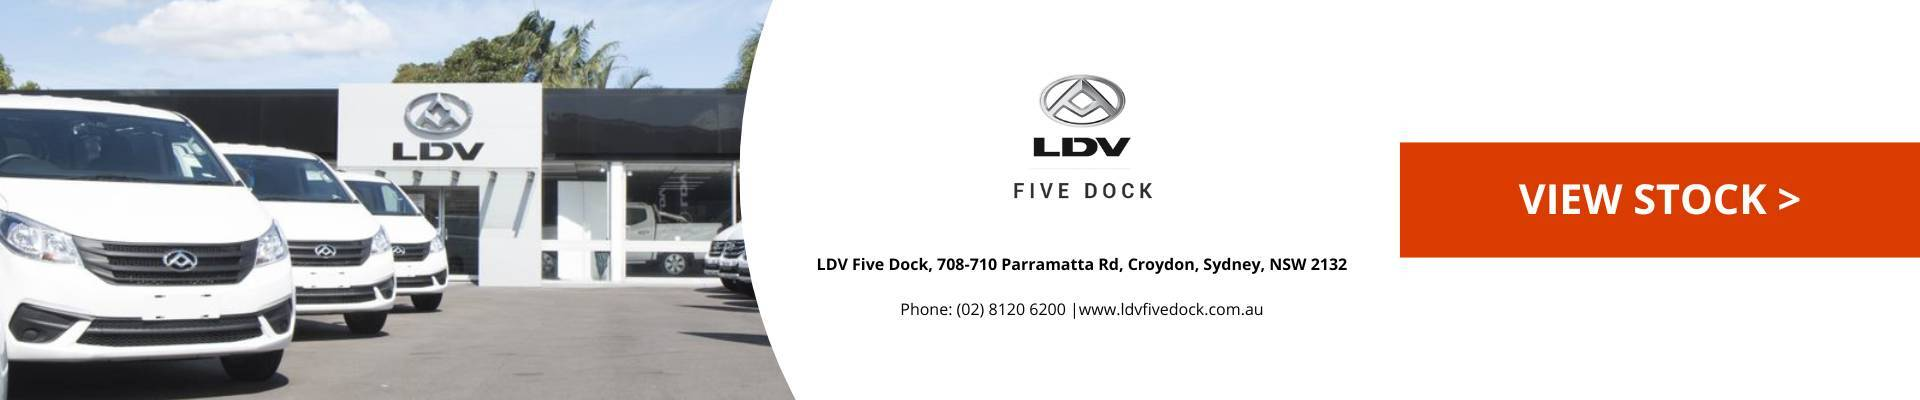 LDV
LDV
FIVE DOCK
LDV Five Dock, 708-710 Parramatta Rd, Croydon, Sydney, NSW 2132
Phone: (02) 8120 6200 |www.ldvfivedock.com.au
VIEW STOCK >